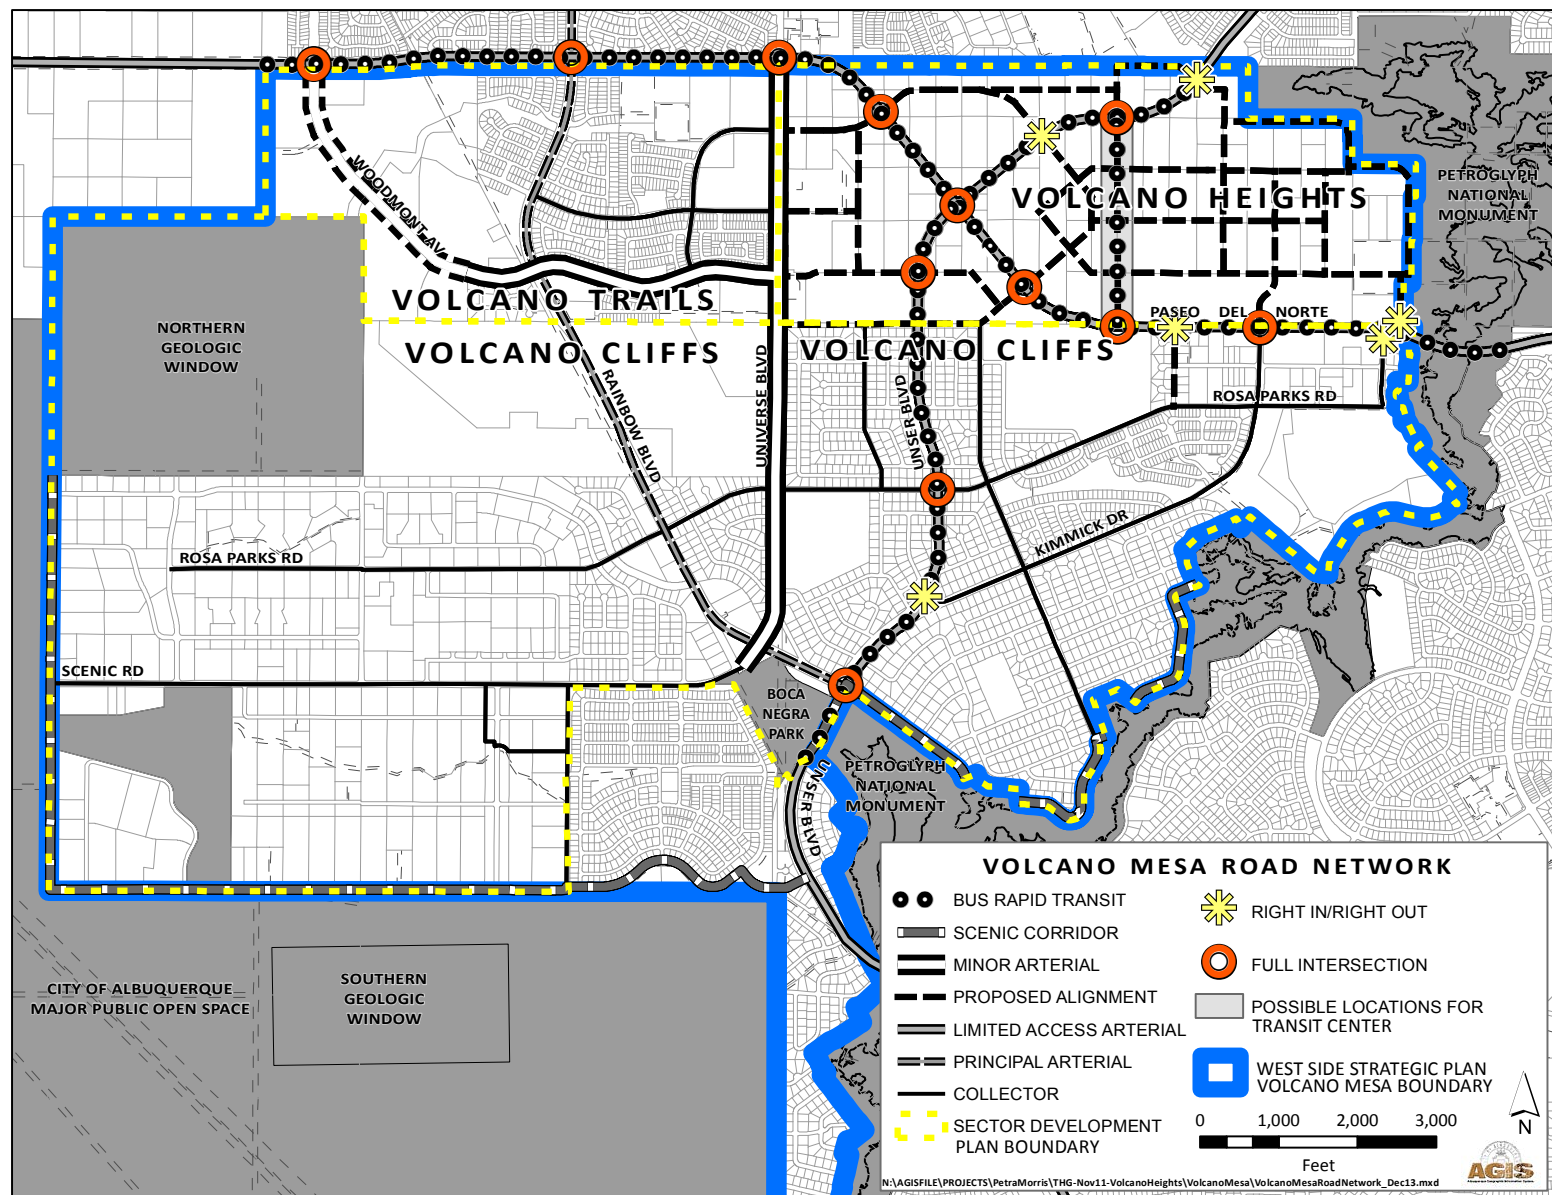 WOODMONT AV
VOLCANO HEIGHTS
PETROGLYPH
NATIONAL
MONUMENT
VOLCANO TRAILS
NORTHERN
GEOLOGIC
WINDOW
PASEO DEL NORTE
VOLCANO CLIFFS
VOLCANO CLIFFS
UNIVERSE BLVD
RAINBOW BLVD
UNSER BLVD
ROSA PARKS RD
KIMMICK DR
ROSA PARKS RD
SCENIC RD
BOCA
NEGRA
PARK
PETROGLYPH
NATIONAL
MONUMENT
UNSER BLVD
CITY OF ALBUQUERQUE
MAJOR PUBLIC OPEN SPACE
SOUTHERN
GEOLOGIC
WINDOW
VOLCANO MESA ROAD NETWORK
BUS RAPID TRANSIT
SCENIC CORRIDOR
MINOR ARTERIAL
PROPOSED ALIGNMENT
LIMITED ACCESS ARTERIAL
PRINCIPAL ARTERIAL
COLLECTOR
SECTOR DEVELOPMENT
PLAN BOUNDARY
RIGHT IN/RIGHT OUT
FULL INTERSECTION
POSSIBLE LOCATIONS FOR
TRANSIT CENTER
WEST SIDE STRATEGIC PLAN
VOLCANO MESA BOUNDARY
0 1,000 2,000 3,000
Feet
N
AGIS
N:\AGISFILE\PROJECTS\PetraMorris\THG-Nov11-VolcanoHeights\VolcanoMesa\VolcanoMesaRoadNetwork_Dec13.mxd